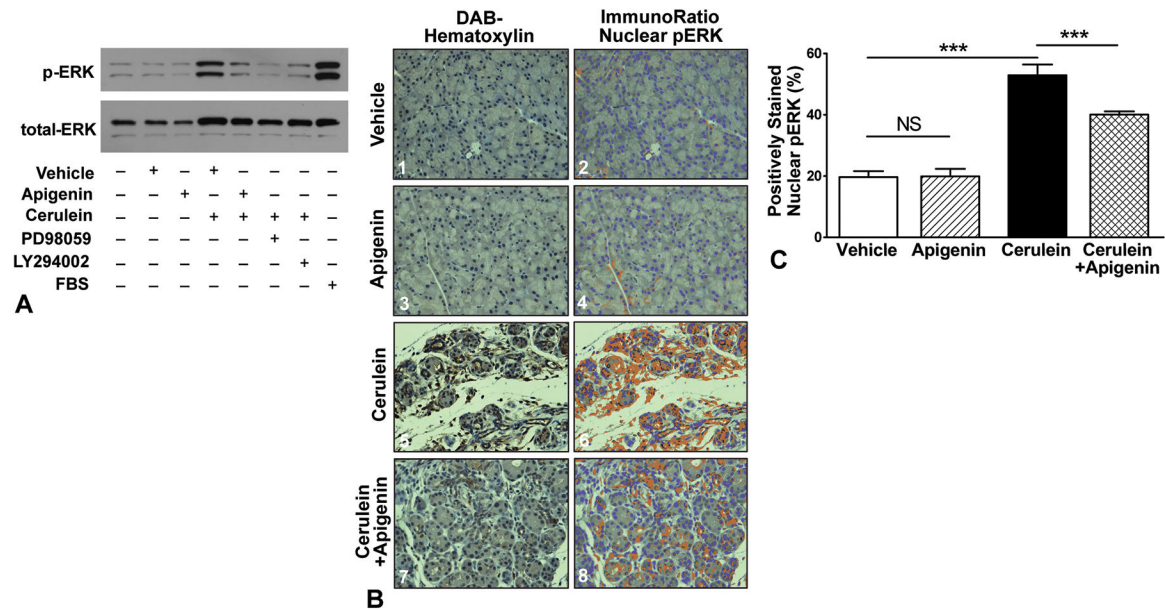 A
p-ERK
total-ERK
Vehicle – + – + – – – –
Apigenin – – + – + – – –
Cerulein – – – + + + + –
PD98059 – – – – – + – –
LY294002 – – – – – – + –
FBS – – – – – – – +
B
DAB-
Hematoxylin
ImmunoRatio
Nuclear pERK
Vehicle
1
2
Apigenin
3
4
Cerulein
5
6
Cerulein
+Apigenin
7
8
C
Positively Stained
Nuclear pERK (%)
60
40
20
0
***
***
NS
Vehicle
Apigenin
Cerulein
Cerulein
+Apigenin